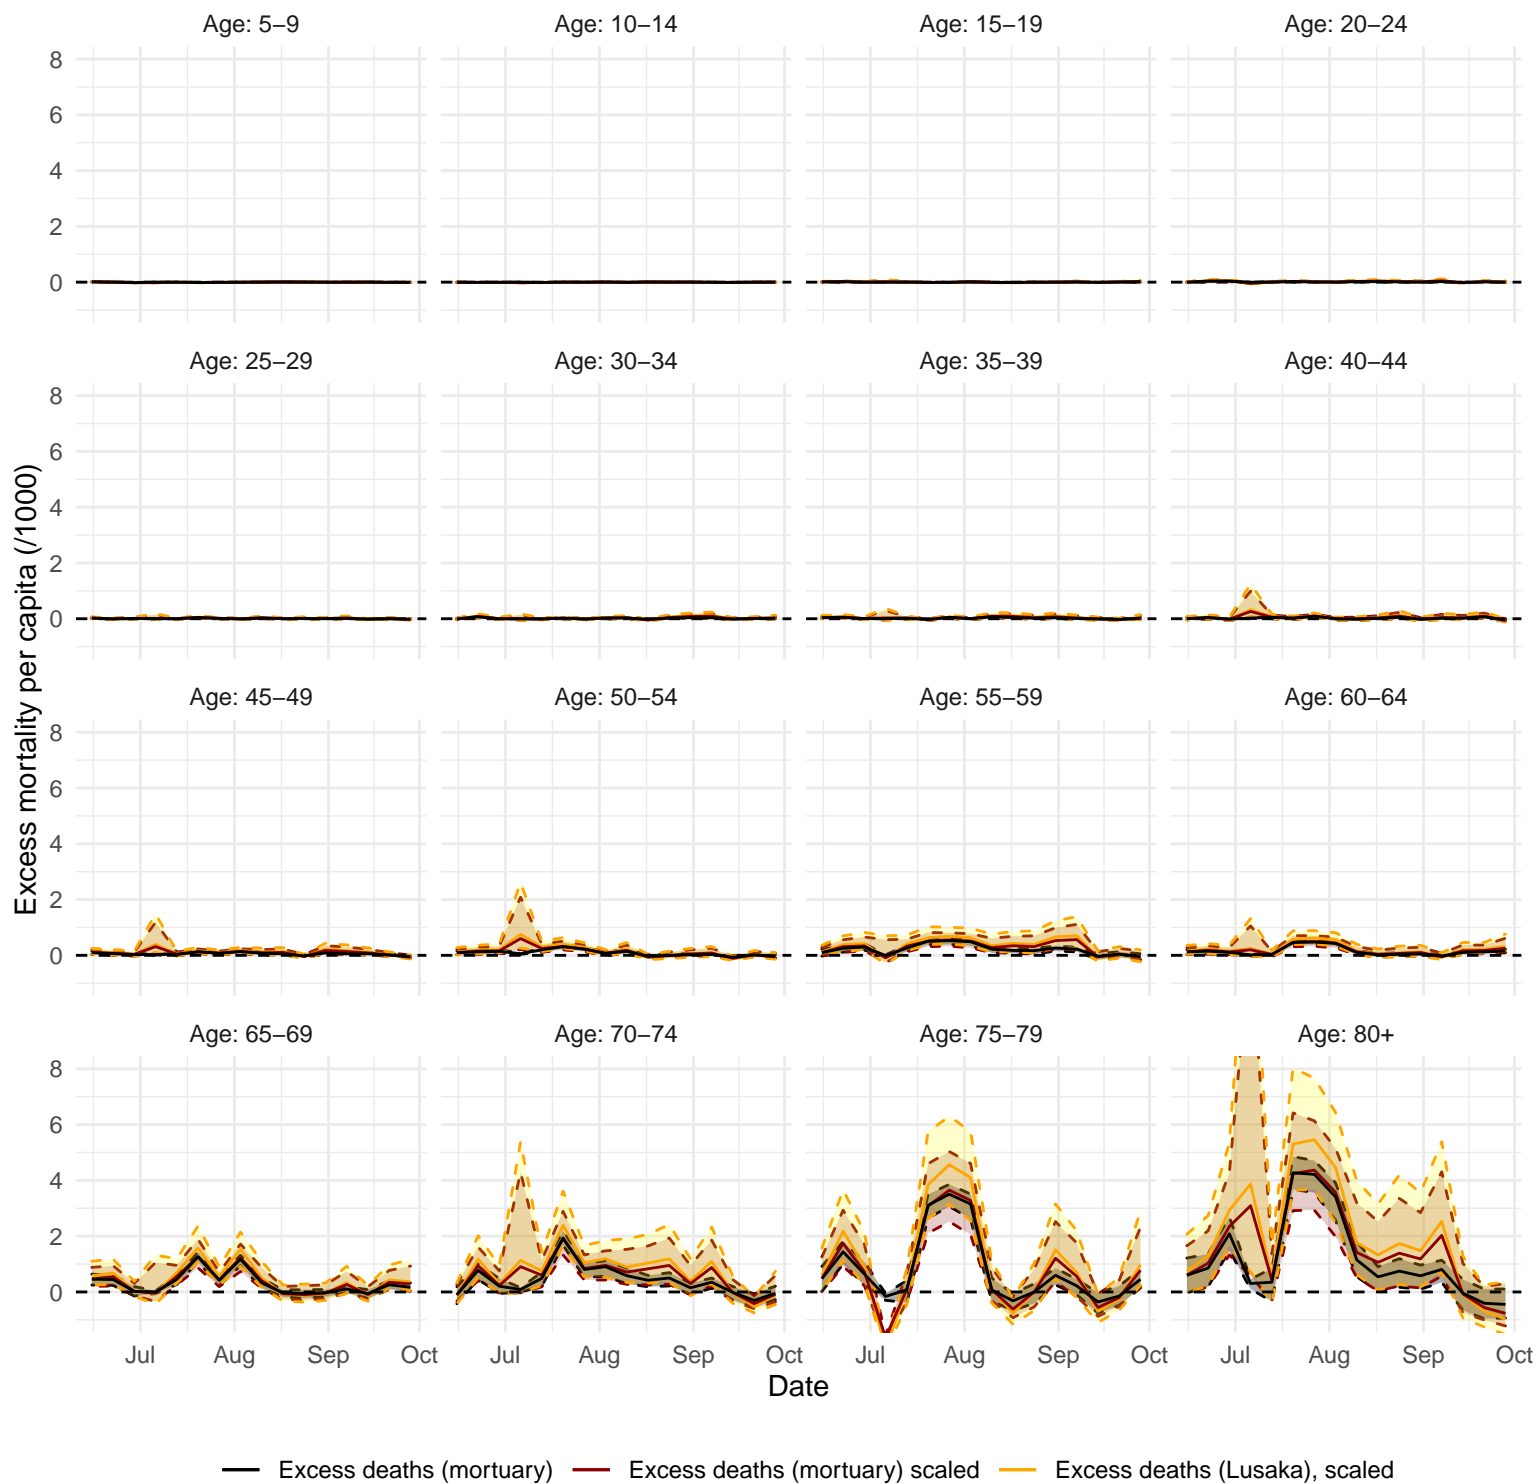 Age: 5–9 Age: 10–14 Age: 15–19 Age: 20–24
8
6
4
2
0
Age: 25–29 Age: 30–34 Age: 35–39 Age: 40–44
8
6
4
2
0
Age: 45–49 Age: 50–54 Age: 55–59 Age: 60–64
8
6
4
2
0
Age: 65–69 Age: 70–74 Age: 75–79 Age: 80+
8
6
4
2
0
Excess mortality per capita (/1000)
Jul Aug Sep Oct Jul Aug Sep Oct Jul Aug Sep Oct Jul Aug Sep Oct
Date
Excess deaths (mortuary) Excess deaths (mortuary) scaled Excess deaths (Lusaka), scaled